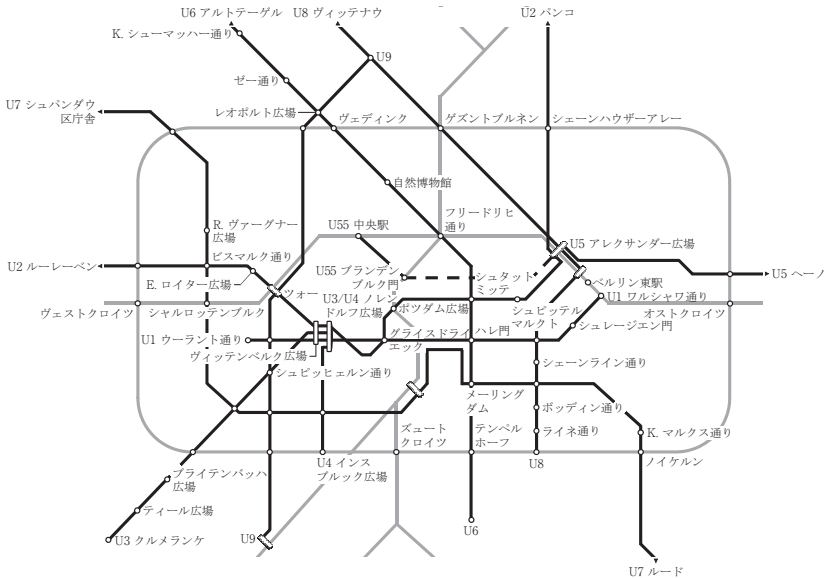 U6 アルトテーゲル
U8 ヴィッテナウ
U2 パンコ
K. シューマッハー通り
U9
ゼー通り
U7 シュパンダウ
区庁舎
レオポルト広場
ヴェディンク
ゲズントブルネン
シェーンハウザーアレー
自然博物館
フリードリヒ
通り
R. ヴァーグナー
広場
U55 中央駅
U5 アレクサンダー広場
ビスマルク通り
U2 ルーレーベン
U55 ブランデン
ブルク門
シュタット
ミッテ
U5 ヘーノ
E. ロイター広場
ツォー
U3/U4 ノレン
ドルフ広場
ベルリン東駅
U1 ワルシャワ通り
ヴェストクロイツ
シャルロッテンブルク
ポツダム広場
シュピッテル
マルクト
オストクロイツ
シュレージエン門
U1 ウーラント通り
グライスドライ
エック
ハレ門
ヴィッテンベルク広場
シュピッヒェルン通り
シェーンライン通り
メーリング
ダム
ボッディン通り
ズュート
クロイツ
テンペル
ホーフ
ライネ通り
K. マルクス通り
U4 インス
ブルック広場
U8
ノイケルン
ブライテンバッハ
広場
ティール広場
U3 クルメランケ
U9
U6
U7 ルード